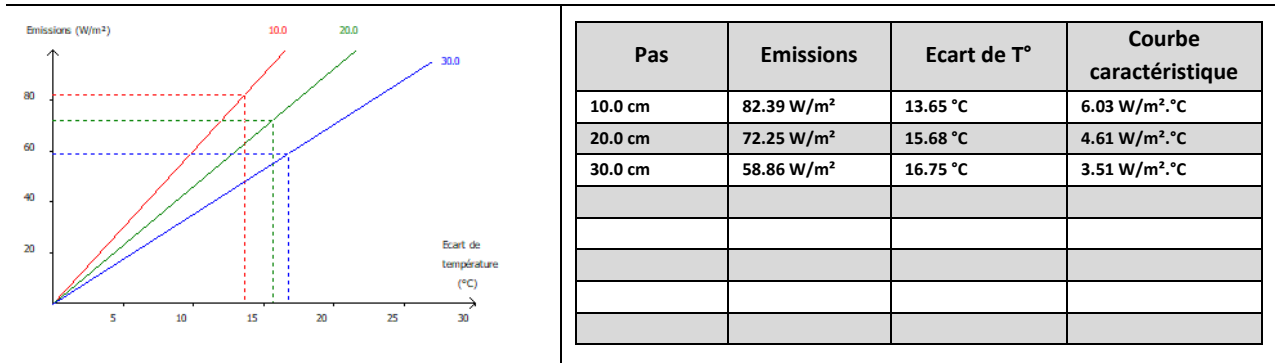 Emissions (W/m²)
10.0
20.0
30.0
80
60
40
20
Ecart de
température
(°C)
5 10 15 20 25 30
Pas Emissions Ecart de T° Courbe
caractéristique
10.0 cm 82.39 W/m² 13.65 °C 6.03 W/m².°C
20.0 cm 72.25 W/m² 15.68 °C 4.61 W/m².°C
30.0 cm 58.86 W/m² 16.75 °C 3.51 W/m².°C